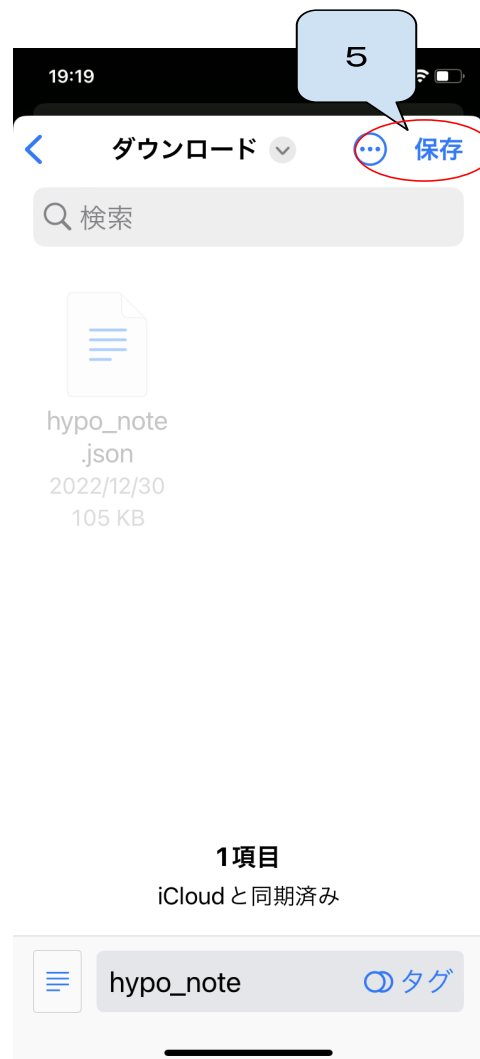 5
19:19
ダウンロード
保存
検索
hypo_note
.json
2022/12/30
105 KB
1項目
iCloudと同期済み
hypo_note
タグ